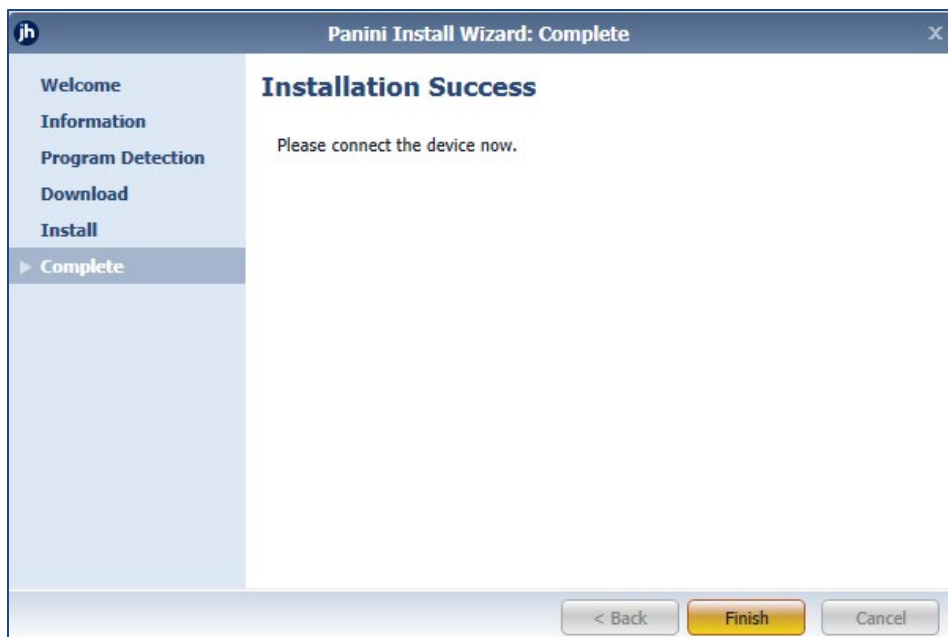 jh
Panini Install Wizard: Complete
X
Welcome
Information
Program Detection
Download
Install
Complete
Installation Success
Please connect the device now.
< Back
Finish
Cancel